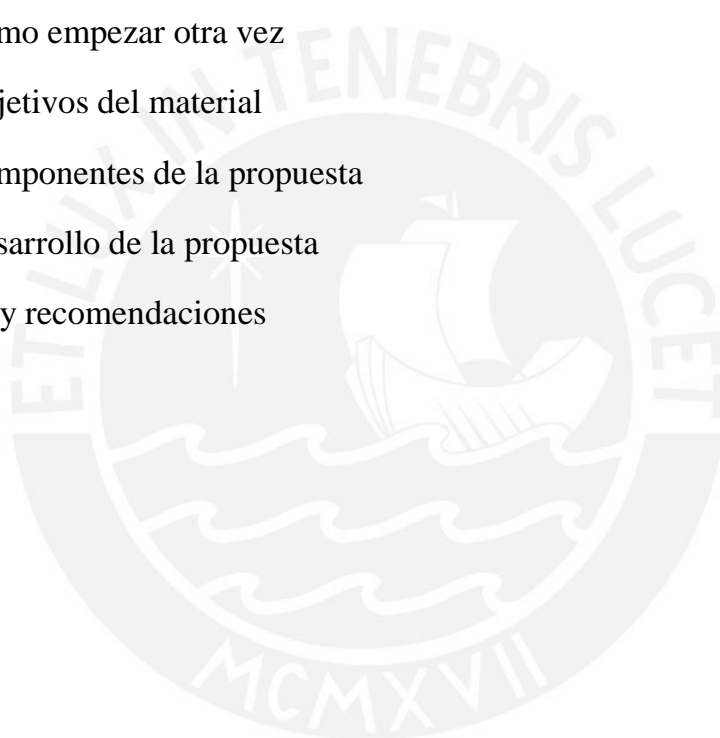 mo empezar otra vez
jetivos del material
mponentes de la propuesta
sarrollo de la propuesta
y recomendaciones
ET LUX IN TENEBRIS LUCET
MCMXVII